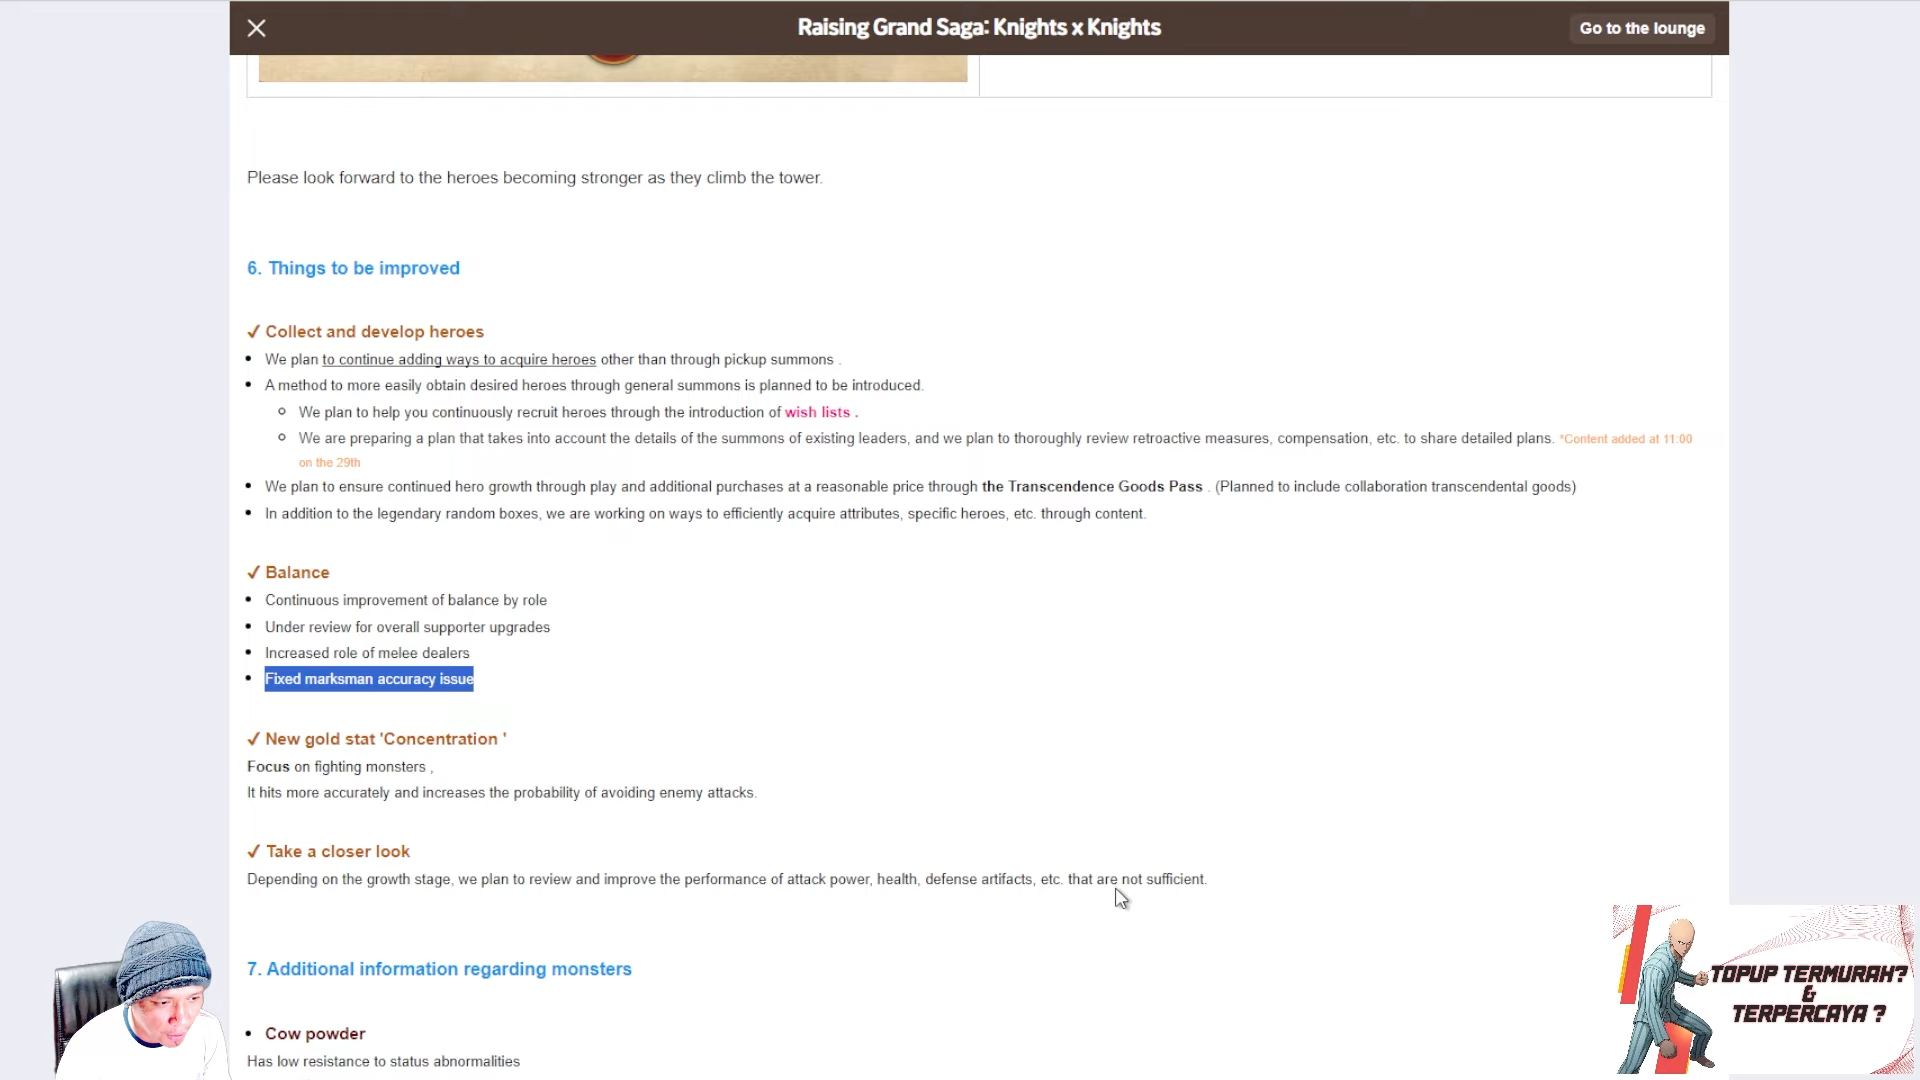 Raising Grand Saga: Knights x Knights
Go to the lounge
Please look forward to the heroes becoming stronger as they climb the tower.
6. Things to be improved
✓ Collect and develop heroes
• We plan to continue adding ways to acquire heroes other than through pickup summons .
• A method to more easily obtain desired heroes through general summons is planned to be introduced.
○ We plan to help you continuously recruit heroes through the introduction of wish lists .
○ We are preparing a plan that takes into account the details of the summons of existing leaders, and we plan to thoroughly review retroactive measures, compensation, etc. to share detailed plans. *Content added at 11:00
on the 29th
• We plan to ensure continued hero growth through play and additional purchases at a reasonable price through the Transcendence Goods Pass . (Planned to include collaboration transcendental goods)
• In addition to the legendary random boxes, we are working on ways to efficiently acquire attributes, specific heroes, etc. through content.
✓ Balance
• Continuous improvement of balance by role
• Under review for overall supporter upgrades
• Increased role of melee dealers
• Fixed marksman accuracy issue
✓ New gold stat 'Concentration '
Focus on fighting monsters ,
It hits more accurately and increases the probability of avoiding enemy attacks.
✓ Take a closer look
Depending on the growth stage, we plan to review and improve the performance of attack power, health, defense artifacts, etc. that are not sufficient.
7. Additional information regarding monsters
• Cow powder
Has low resistance to status abnormalities
TOPUP TERMURAH?
&
TERPERCAYA ?